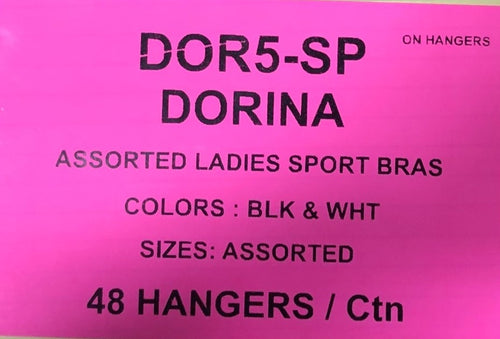 ON HANGERS
DOR5-SP
DORINA
ASSORTED LADIES SPORT BRAS
COLORS : BLK & WHT
SIZES: ASSORTED
48 HANGERS / Ctn